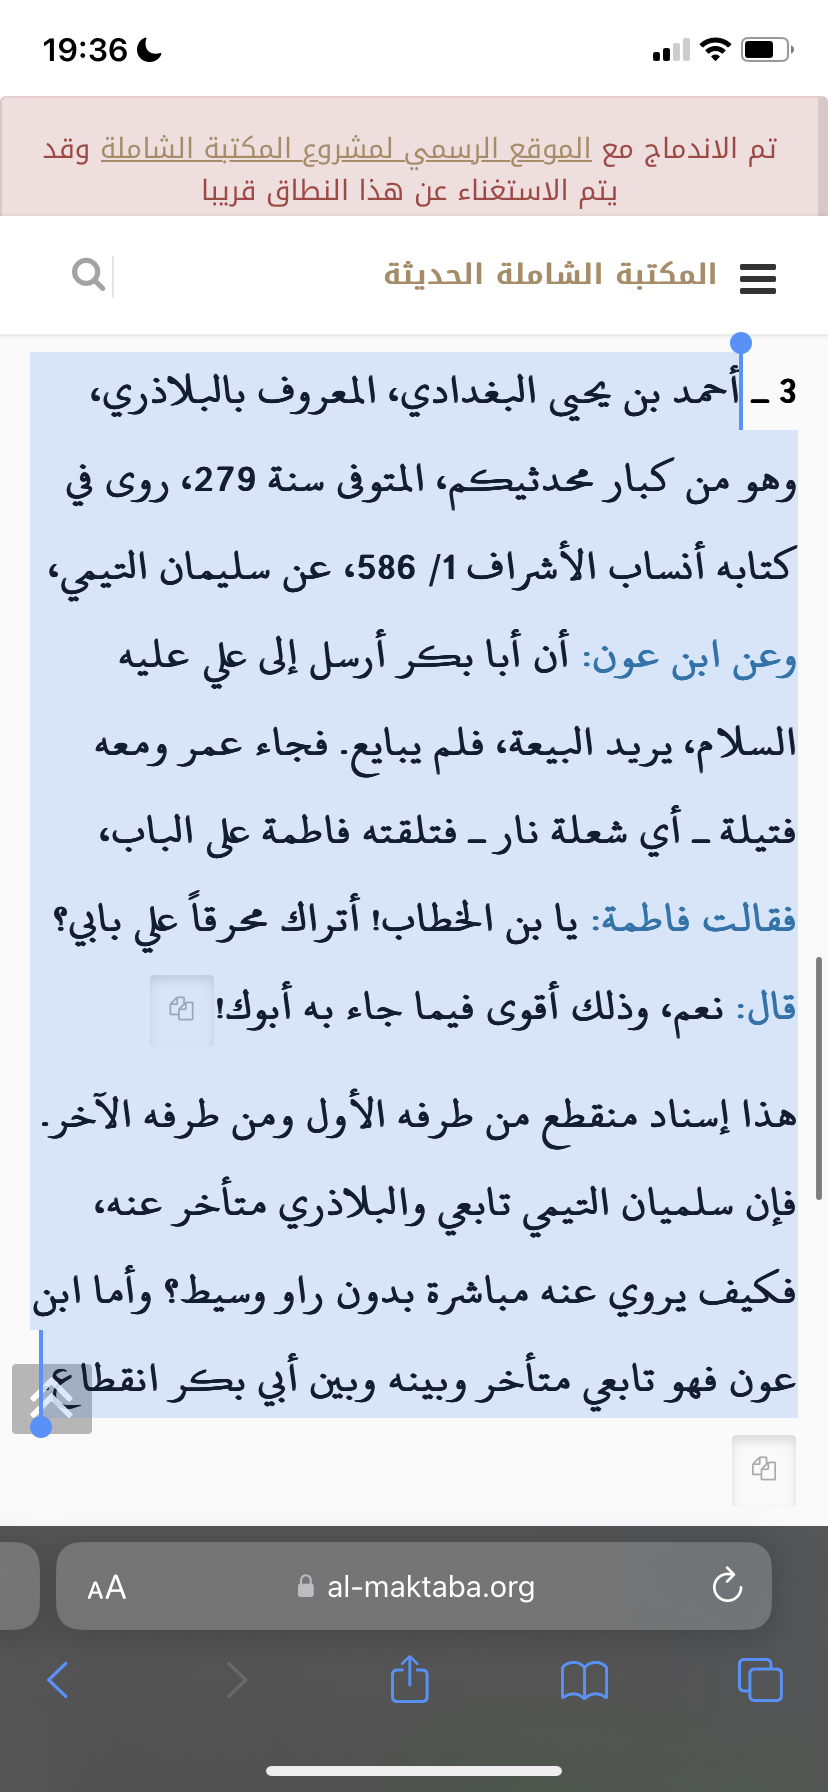 19:36
تم الاندماج مع الموقع الرسمي لمشروع المكتبة الشاملة وقد
يتم الاستغناء عن هذا النطاق قريبا
المكتبة الشاملة الحديثة
3 ـ أحمد بن يحيى البغدادي، المعروف بالبلاذري،
وهو من كبار محدثيكم، المتوفى سنة 279، روى في
كتابه أنساب الأشراف 1/ 586، عن سليمان التيمي،
وعن ابن عون: أن أبا بكر أرسل إلى علي عليه
السلام، يريد البيعة، فلم يبايع. فجاء عمر ومعه
فتيلة ـ أي شعلة نار ـ فتلقته فاطمة على الباب،
فقالت فاطمة: يا بن الخطاب! أتراك محرقاً علي بابي؟
قال: نعم، وذلك أقوى فيما جاء به أبوك!
هذا إسناد منقطع من طرفه الأول ومن طرفه الآخر.
فإن سلميان التيمي تابعي والبلاذري متأخر عنه،
فكيف يروي عنه مباشرة بدون راو وسيط؟ وأما ابن
عون فهو تابعي متأخر وبينه وبين أبي بكر انقطاع
AA al-maktaba.org